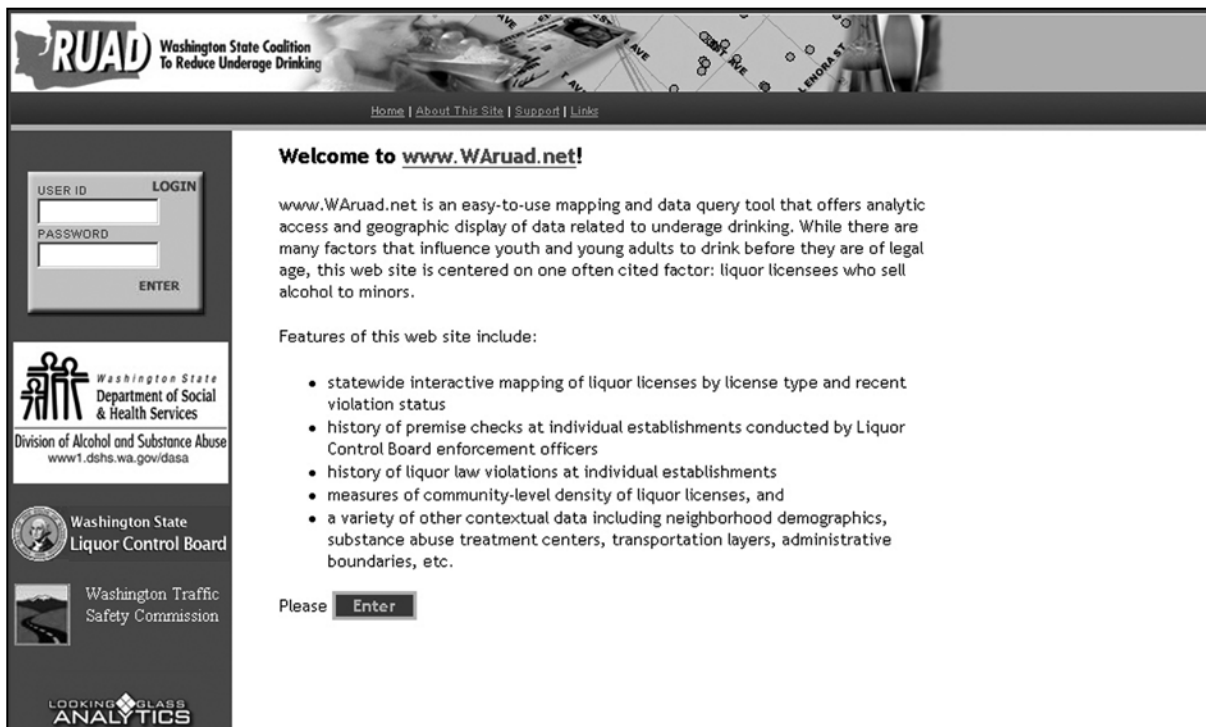 RUAD
Washington State Coalition
To Reduce Underage Drinking
AVE
AVE
T AV
LENORA ST
Home | About This Site | Support | Links
USER ID
LOGIN
PASSWORD
ENTER
Washington State
Department of Social
& Health Services
Division of Alcohol and Substance Abuse
www1.dshs.wa.gov/dasa
Washington State
Liquor Control Board
Washington Traffic
Safety Commission
LOOKING GLASS
ANALYTICS
Welcome to www.WAruad.net!
www.WAruad.net is an easy-to-use mapping and data query tool that offers analytic
access and geographic display of data related to underage drinking. While there are
many factors that influence youth and young adults to drink before they are of legal
age, this web site is centered on one often cited factor: liquor licensees who sell
alcohol to minors.
Features of this web site include:
• statewide interactive mapping of liquor licenses by license type and recent
violation status
• history of premise checks at individual establishments conducted by Liquor
Control Board enforcement officers
• history of liquor law violations at individual establishments
• measures of community-level density of liquor licenses, and
• a variety of other contextual data including neighborhood demographics,
substance abuse treatment centers, transportation layers, administrative
boundaries, etc.
Please Enter